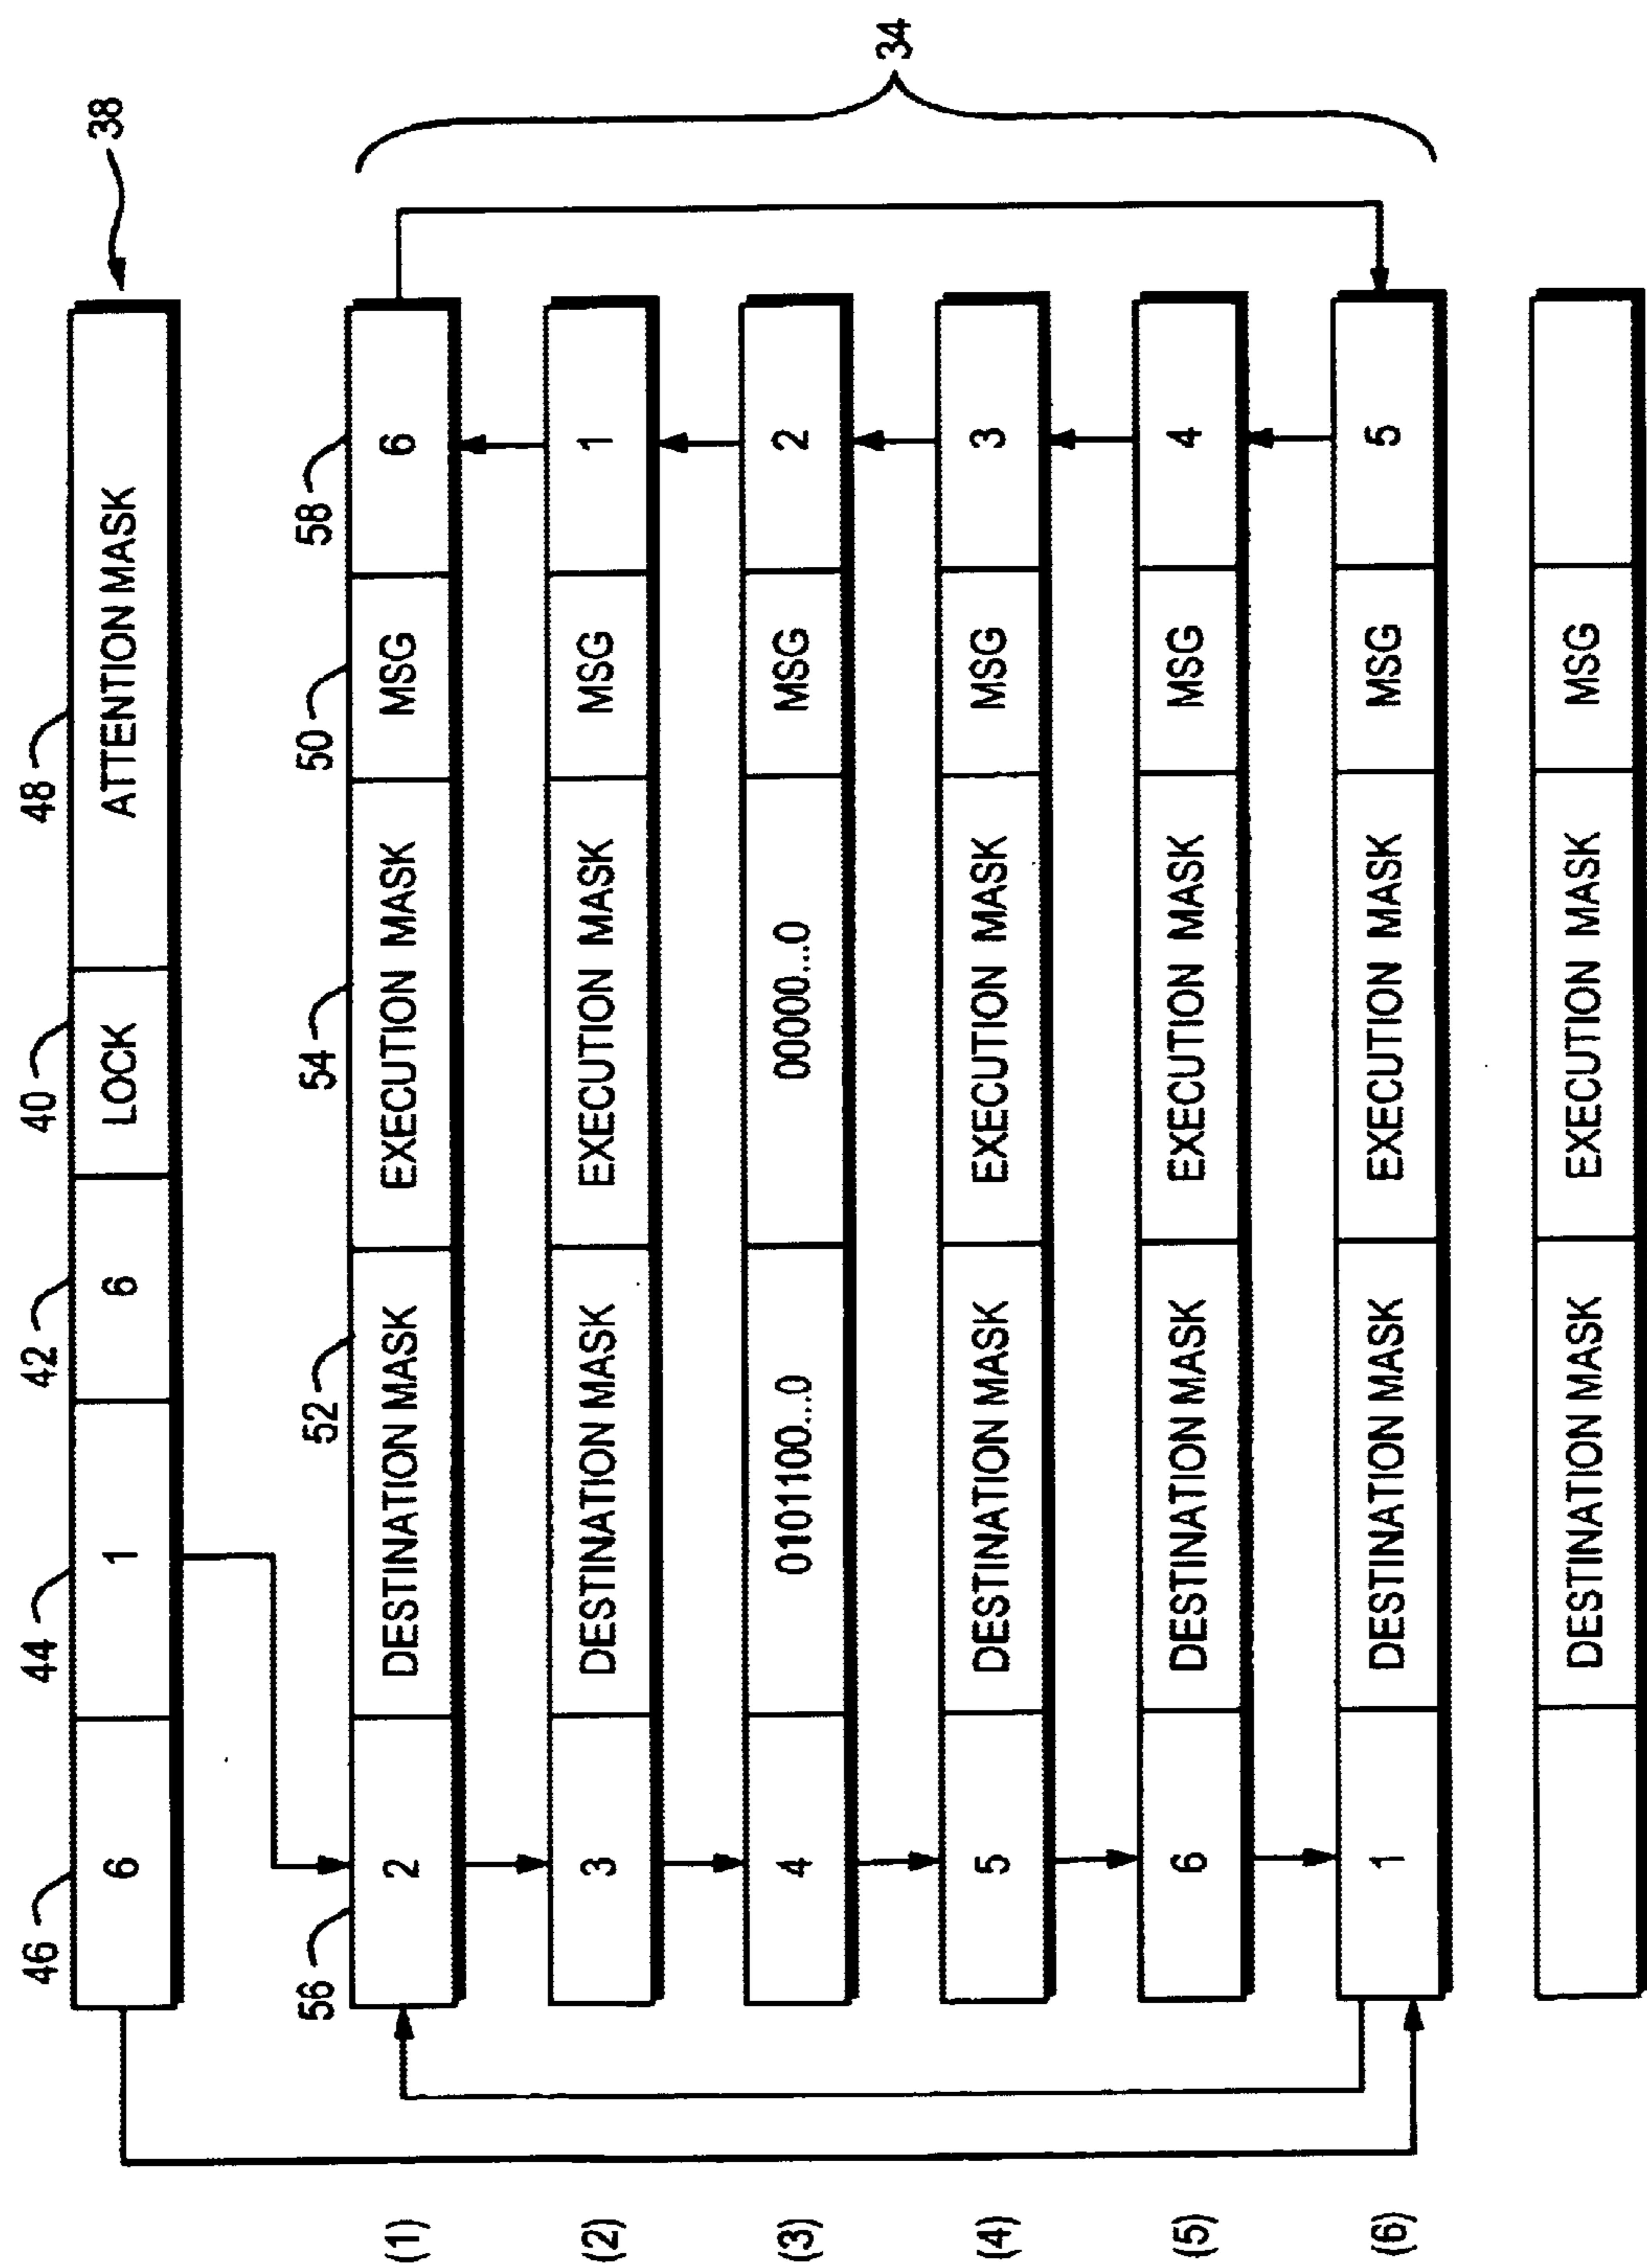 46 44 42 40 48 38
6 1 6 LOCK ATTENTION MASK
56 52 54 50 58 34
(1) 2 DESTINATION MASK EXECUTION MASK MSG 6
(2) 3 DESTINATION MASK EXECUTION MASK MSG 1
(3) 4 0101100...0 00000...0 MSG 2
(4) 5 DESTINATION MASK EXECUTION MASK MSG 3
(5) 6 DESTINATION MASK EXECUTION MASK MSG 4
(6) 1 DESTINATION MASK EXECUTION MASK MSG 5
DESTINATION MASK EXECUTION MASK MSG